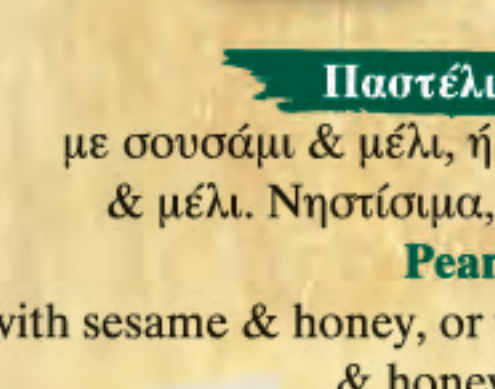 Παστέλι
με σουσάμι & μέλι, ή
& μέλι. Νηστίσιμα,
with sesame & honey, or
& honey